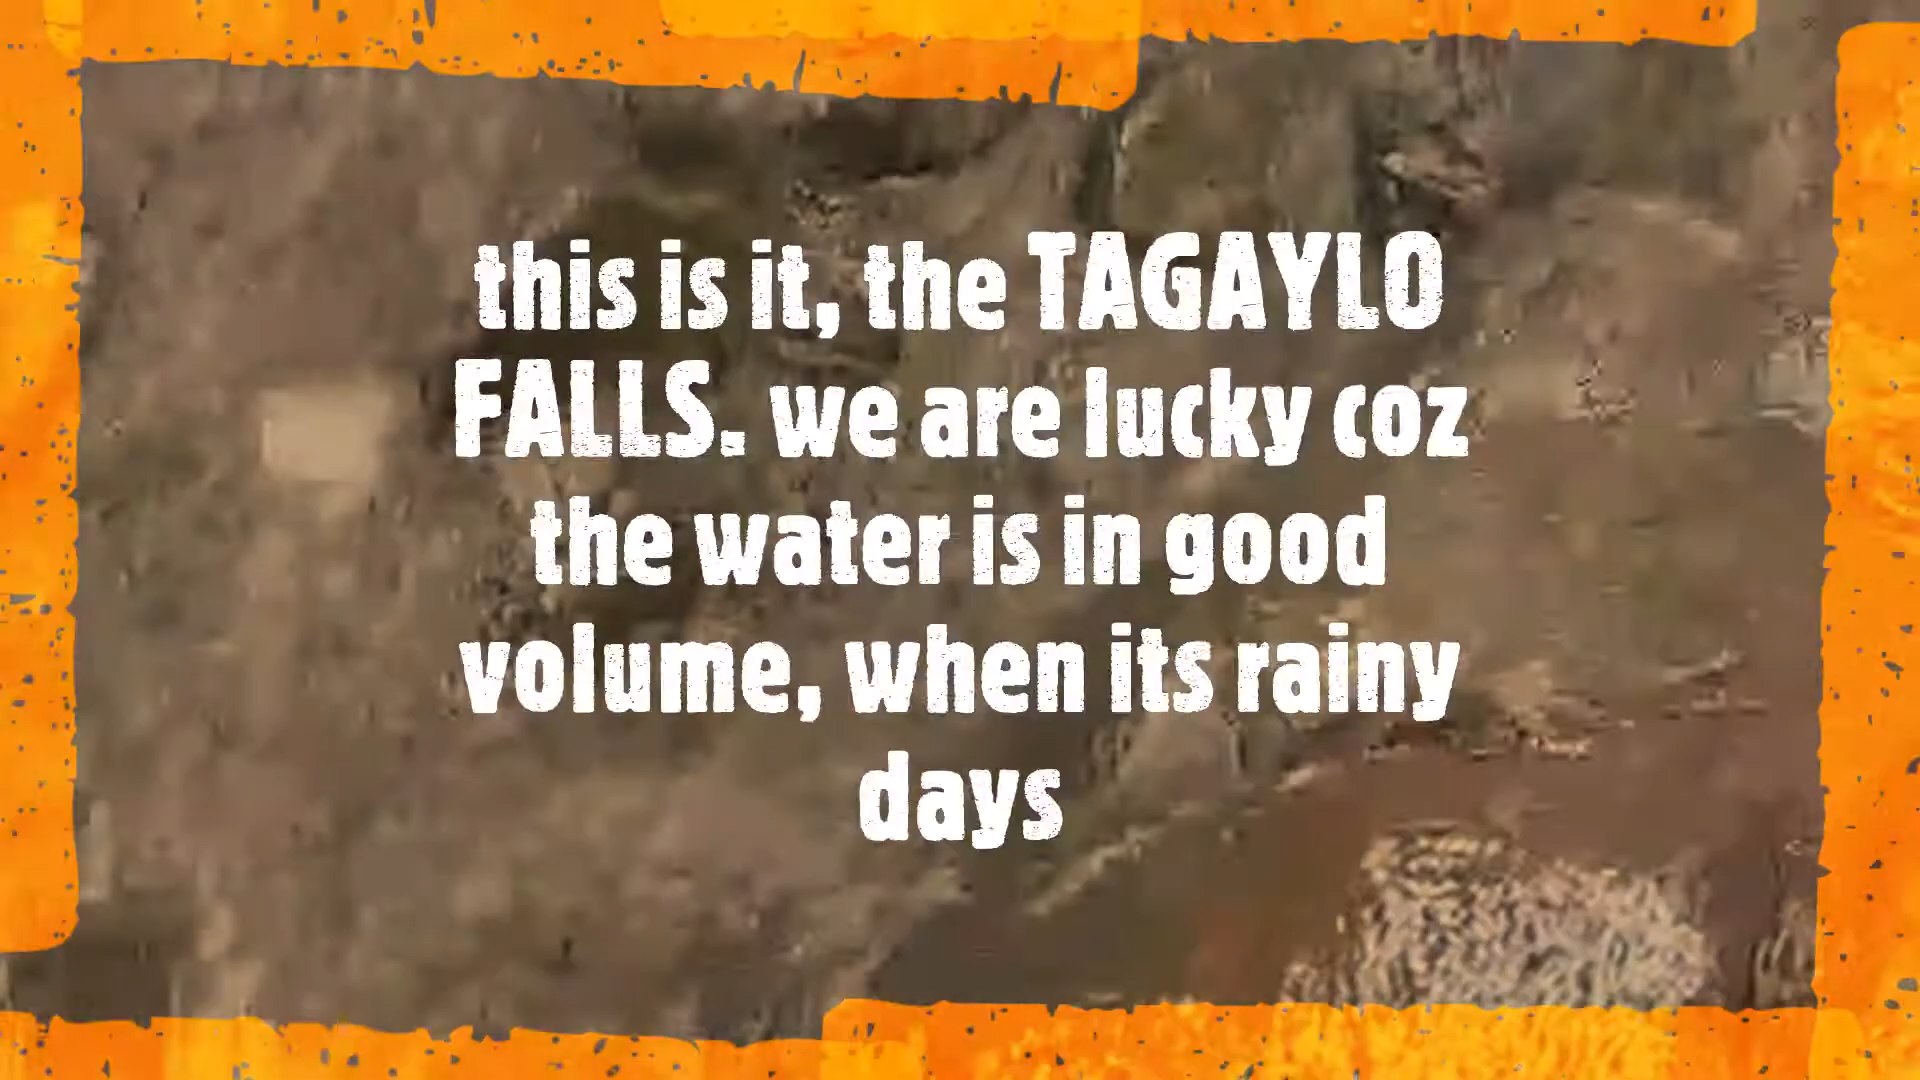 this is it, the TAGAYLO
FALLS. we are lucky coz
the water is in good
volume, when its rainy
days